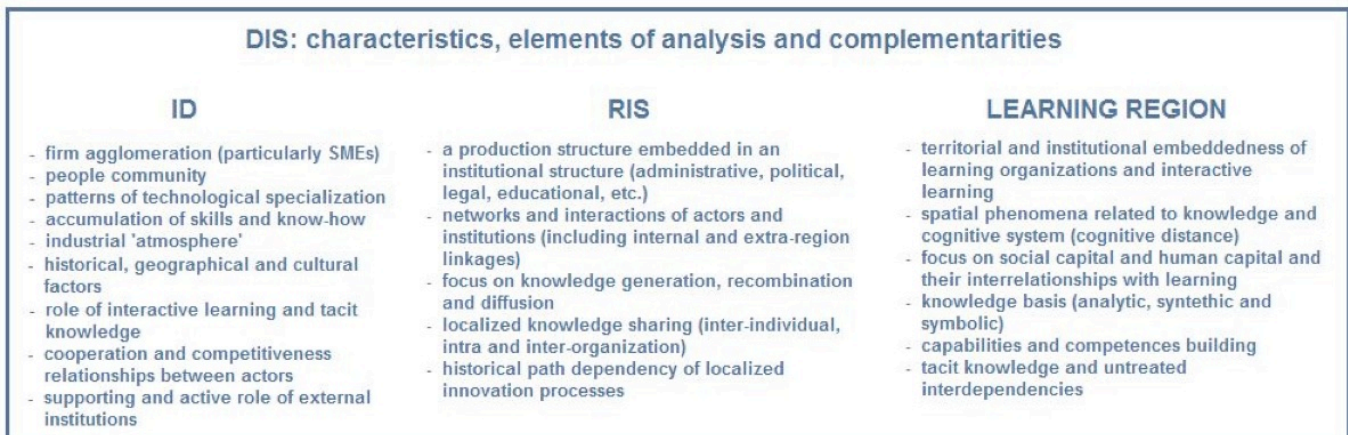 DIS: characteristics, elements of analysis and complementarities
ID
- firm agglomeration (particularly SMEs)
- people community
- patterns of technological specialization
- accumulation of skills and know-how
- industrial 'atmosphere'
- historical, geographical and cultural
factors
- role of interactive learning and tacit
knowledge
- cooperation and competitiveness
relationships between actors
- supporting and active role of external
institutions
RIS
- a production structure embedded in an
institutional structure (administrative, political,
legal, educational, etc.)
- networks and interactions of actors and
institutions (including internal and extra-region
linkages)
- focus on knowledge generation, recombination
and diffusion
- localized knowledge sharing (inter-individual,
intra and inter-organization)
- historical path dependency of localized
innovation processes
LEARNING REGION
- territorial and institutional embeddedness of
learning organizations and interactive
learning
- spatial phenomena related to knowledge and
cognitive system (cognitive distance)
- focus on social capital and human capital and
their interrelationships with learning
- knowledge basis (analytic, syntethic and
symbolic)
- capabilities and competences building
- tacit knowledge and untreated
interdependencies